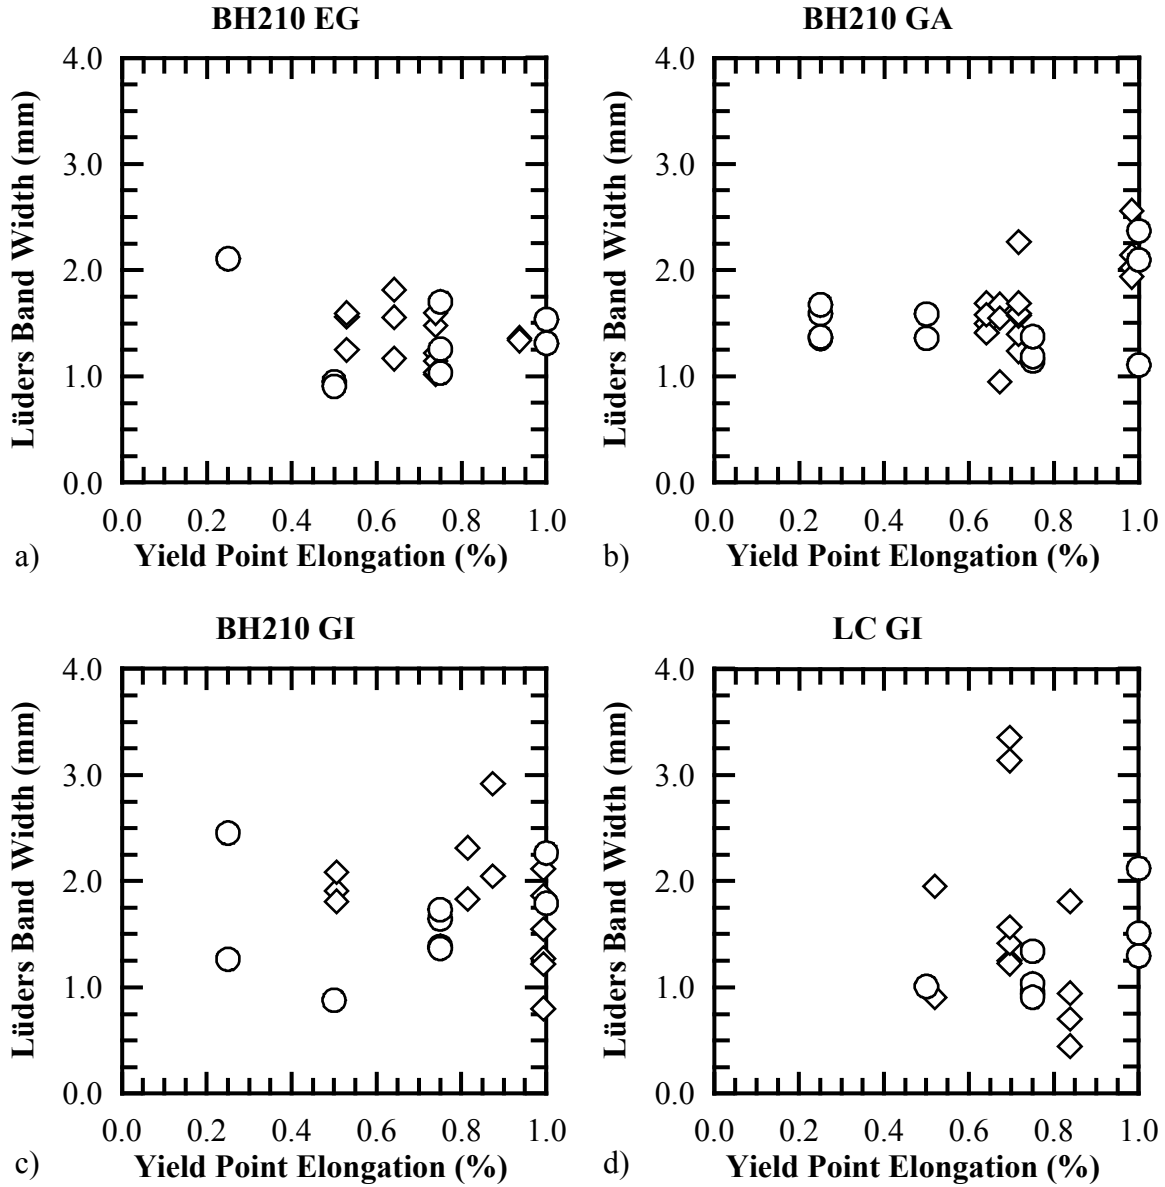 BH210 EG
4.0
3.0
2.0
1.0
0.0
Lüders Band Width (mm)
0.0 0.2 0.4 0.6 0.8 1.0
a) Yield Point Elongation (%)
BH210 GA
4.0
3.0
2.0
1.0
0.0
Lüders Band Width (mm)
0.0 0.2 0.4 0.6 0.8 1.0
b) Yield Point Elongation (%)
BH210 GI
4.0
3.0
2.0
1.0
0.0
Lüders Band Width (mm)
0.0 0.2 0.4 0.6 0.8 1.0
c) Yield Point Elongation (%)
LC GI
4.0
3.0
2.0
1.0
0.0
Lüders Band Width (mm)
0.0 0.2 0.4 0.6 0.8 1.0
d) Yield Point Elongation (%)